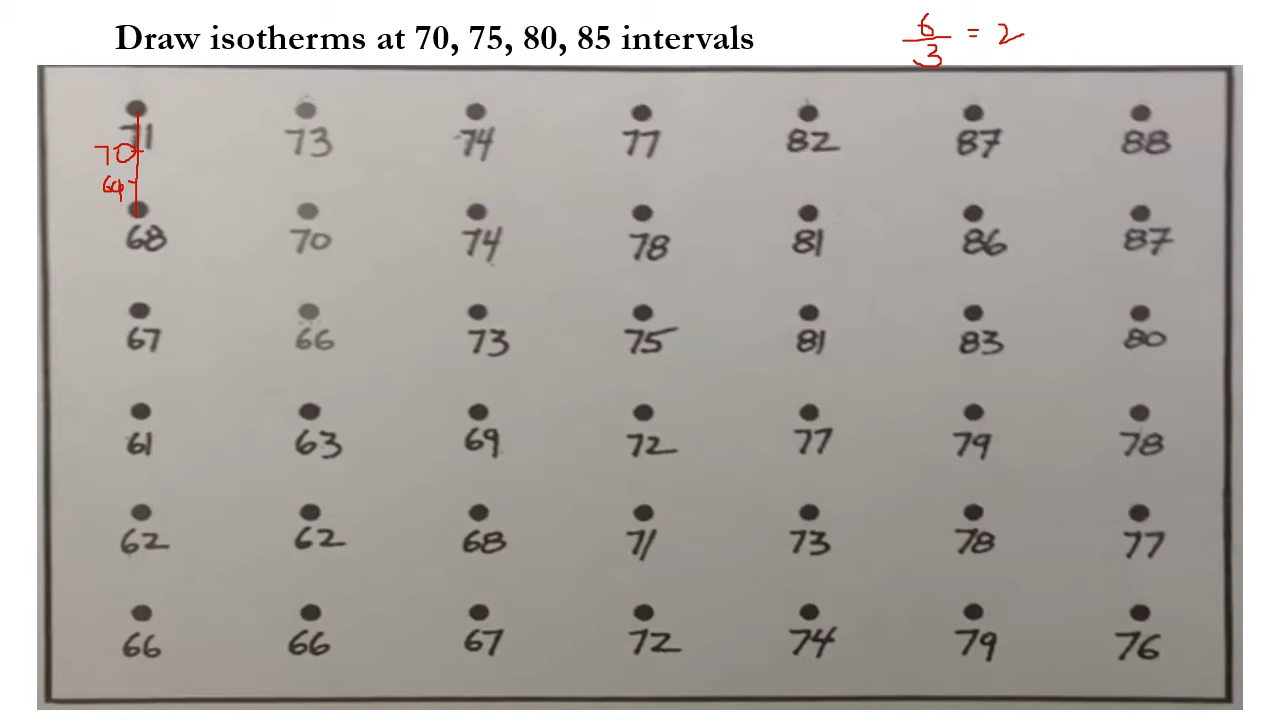 Draw isotherms at 70, 75, 80, 85 intervals
6/3 = 2
71 73 74 77 82 87 88
70
69
68 70 74 78 81 86 87
67 66 73 75 81 83 80
61 63 69 72 77 79 78
62 62 68 71 73 78 77
66 66 67 72 74 79 76